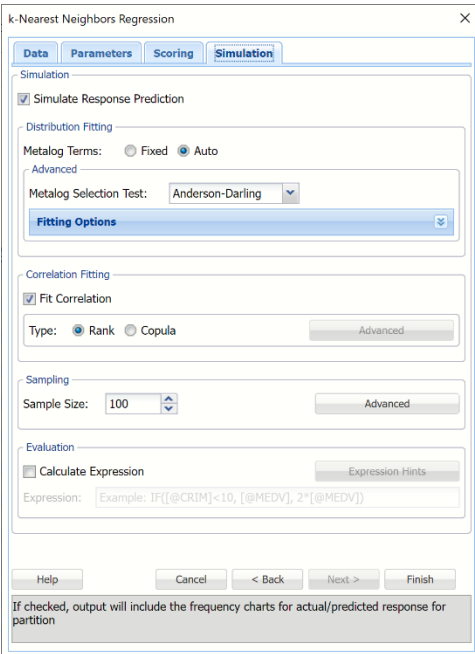 k-Nearest Neighbors Regression
Data Parameters Scoring Simulation
Simulation
Simulate Response Prediction
Distribution Fitting
Metalog Terms: Fixed Auto
Advanced
Metalog Selection Test: Anderson-Darling
Fitting Options
Correlation Fitting
Fit Correlation
Type: Rank Copula Advanced
Sampling
Sample Size: 100 Advanced
Evaluation
Calculate Expression Expression Hints
Expression: Example: IF([@CRIM]<10, [@MEDV], 2*[@MEDV])
Help Cancel < Back Next > Finish
If checked, output will include the frequency charts for actual/predicted response for
partition